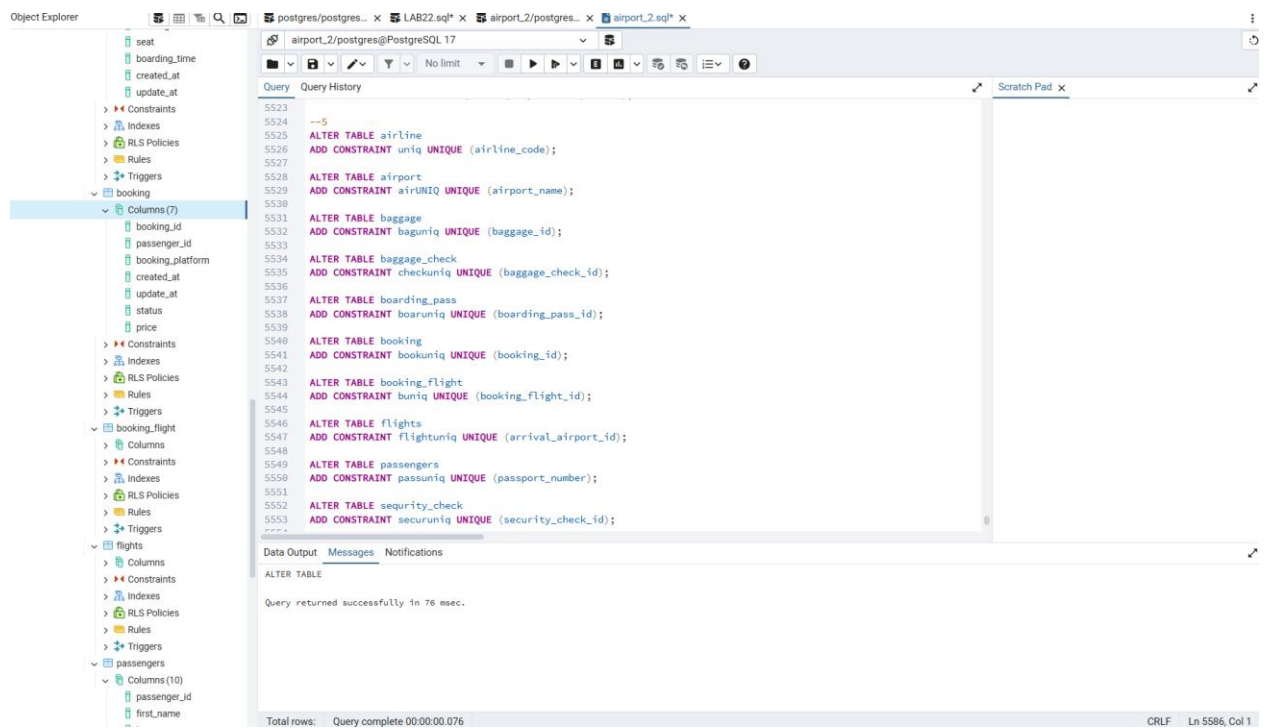 Object Explorer
postgres/postgres... x LAB22.sql* x airport_2/postgres... x airport_2.sql* x
seat
boarding_time
created_at
update_at
Constraints
Indexes
RLS Policies
Rules
Triggers
booking
Columns (7)
booking_id
passenger_id
booking_platform
created_at
update_at
status
price
Constraints
Indexes
RLS Policies
Rules
Triggers
booking_flight
Columns
Constraints
Indexes
RLS Policies
Rules
Triggers
flights
Columns
Constraints
Indexes
RLS Policies
Rules
Triggers
passengers
Columns (10)
passenger_id
first_name
airport_2/postgres@PostgreSQL 17
No limit
Query Query History
Scratch Pad x
5523
5524 --5
5525 ALTER TABLE airline
5526 ADD CONSTRAINT uniq UNIQUE (airline_code);
5527
5528 ALTER TABLE airport
5529 ADD CONSTRAINT airUNIQ UNIQUE (airport_name);
5530
5531 ALTER TABLE baggage
5532 ADD CONSTRAINT baguniq UNIQUE (baggage_id);
5533
5534 ALTER TABLE baggage_check
5535 ADD CONSTRAINT checkuniq UNIQUE (baggage_check_id);
5536
5537 ALTER TABLE boarding_pass
5538 ADD CONSTRAINT boaruniq UNIQUE (boarding_pass_id);
5539
5540 ALTER TABLE booking
5541 ADD CONSTRAINT bookuniq UNIQUE (booking_id);
5542
5543 ALTER TABLE booking_flight
5544 ADD CONSTRAINT buniq UNIQUE (booking_flight_id);
5545
5546 ALTER TABLE flights
5547 ADD CONSTRAINT flightuniq UNIQUE (arrival_airport_id);
5548
5549 ALTER TABLE passengers
5550 ADD CONSTRAINT passuniq UNIQUE (passport_number);
5551
5552 ALTER TABLE sequrity_check
5553 ADD CONSTRAINT securuniq UNIQUE (security_check_id);
Data Output Messages Notifications
ALTER TABLE
Query returned successfully in 76 msec.
Total rows: Query complete 00:00:00.076
CRLF Ln 5586, Col 1